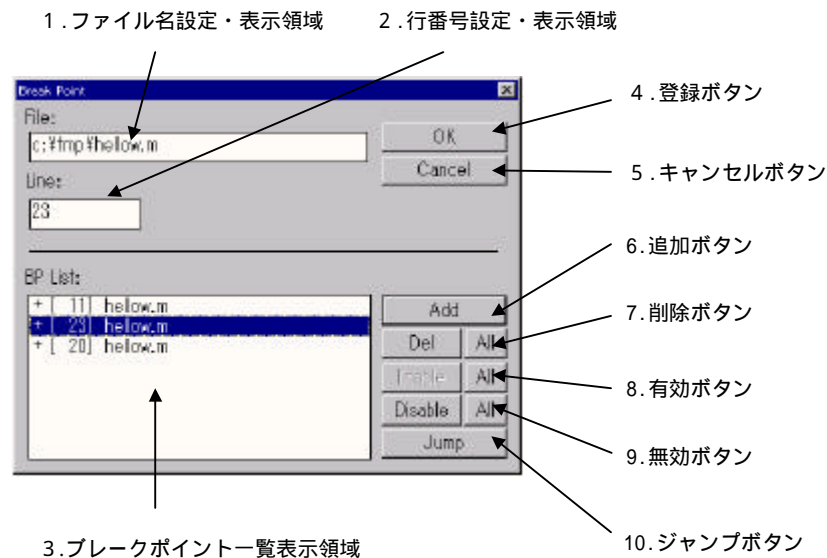 1.ファイル名設定・表示領域
2.行番号設定・表示領域
Break Point
File:
c:¥tmp¥hellow.m
Line:
23
BP List:
+ [ 11] hellow.m
+ [ 23] hellow.m
+ [ 20] hellow.m
OK
Cancel
Add
Del All
Enable All
Disable All
Jump
4.登録ボタン
5.キャンセルボタン
6.追加ボタン
7.削除ボタン
8.有効ボタン
9.無効ボタン
10.ジャンプボタン
3.ブレークポイント一覧表示領域